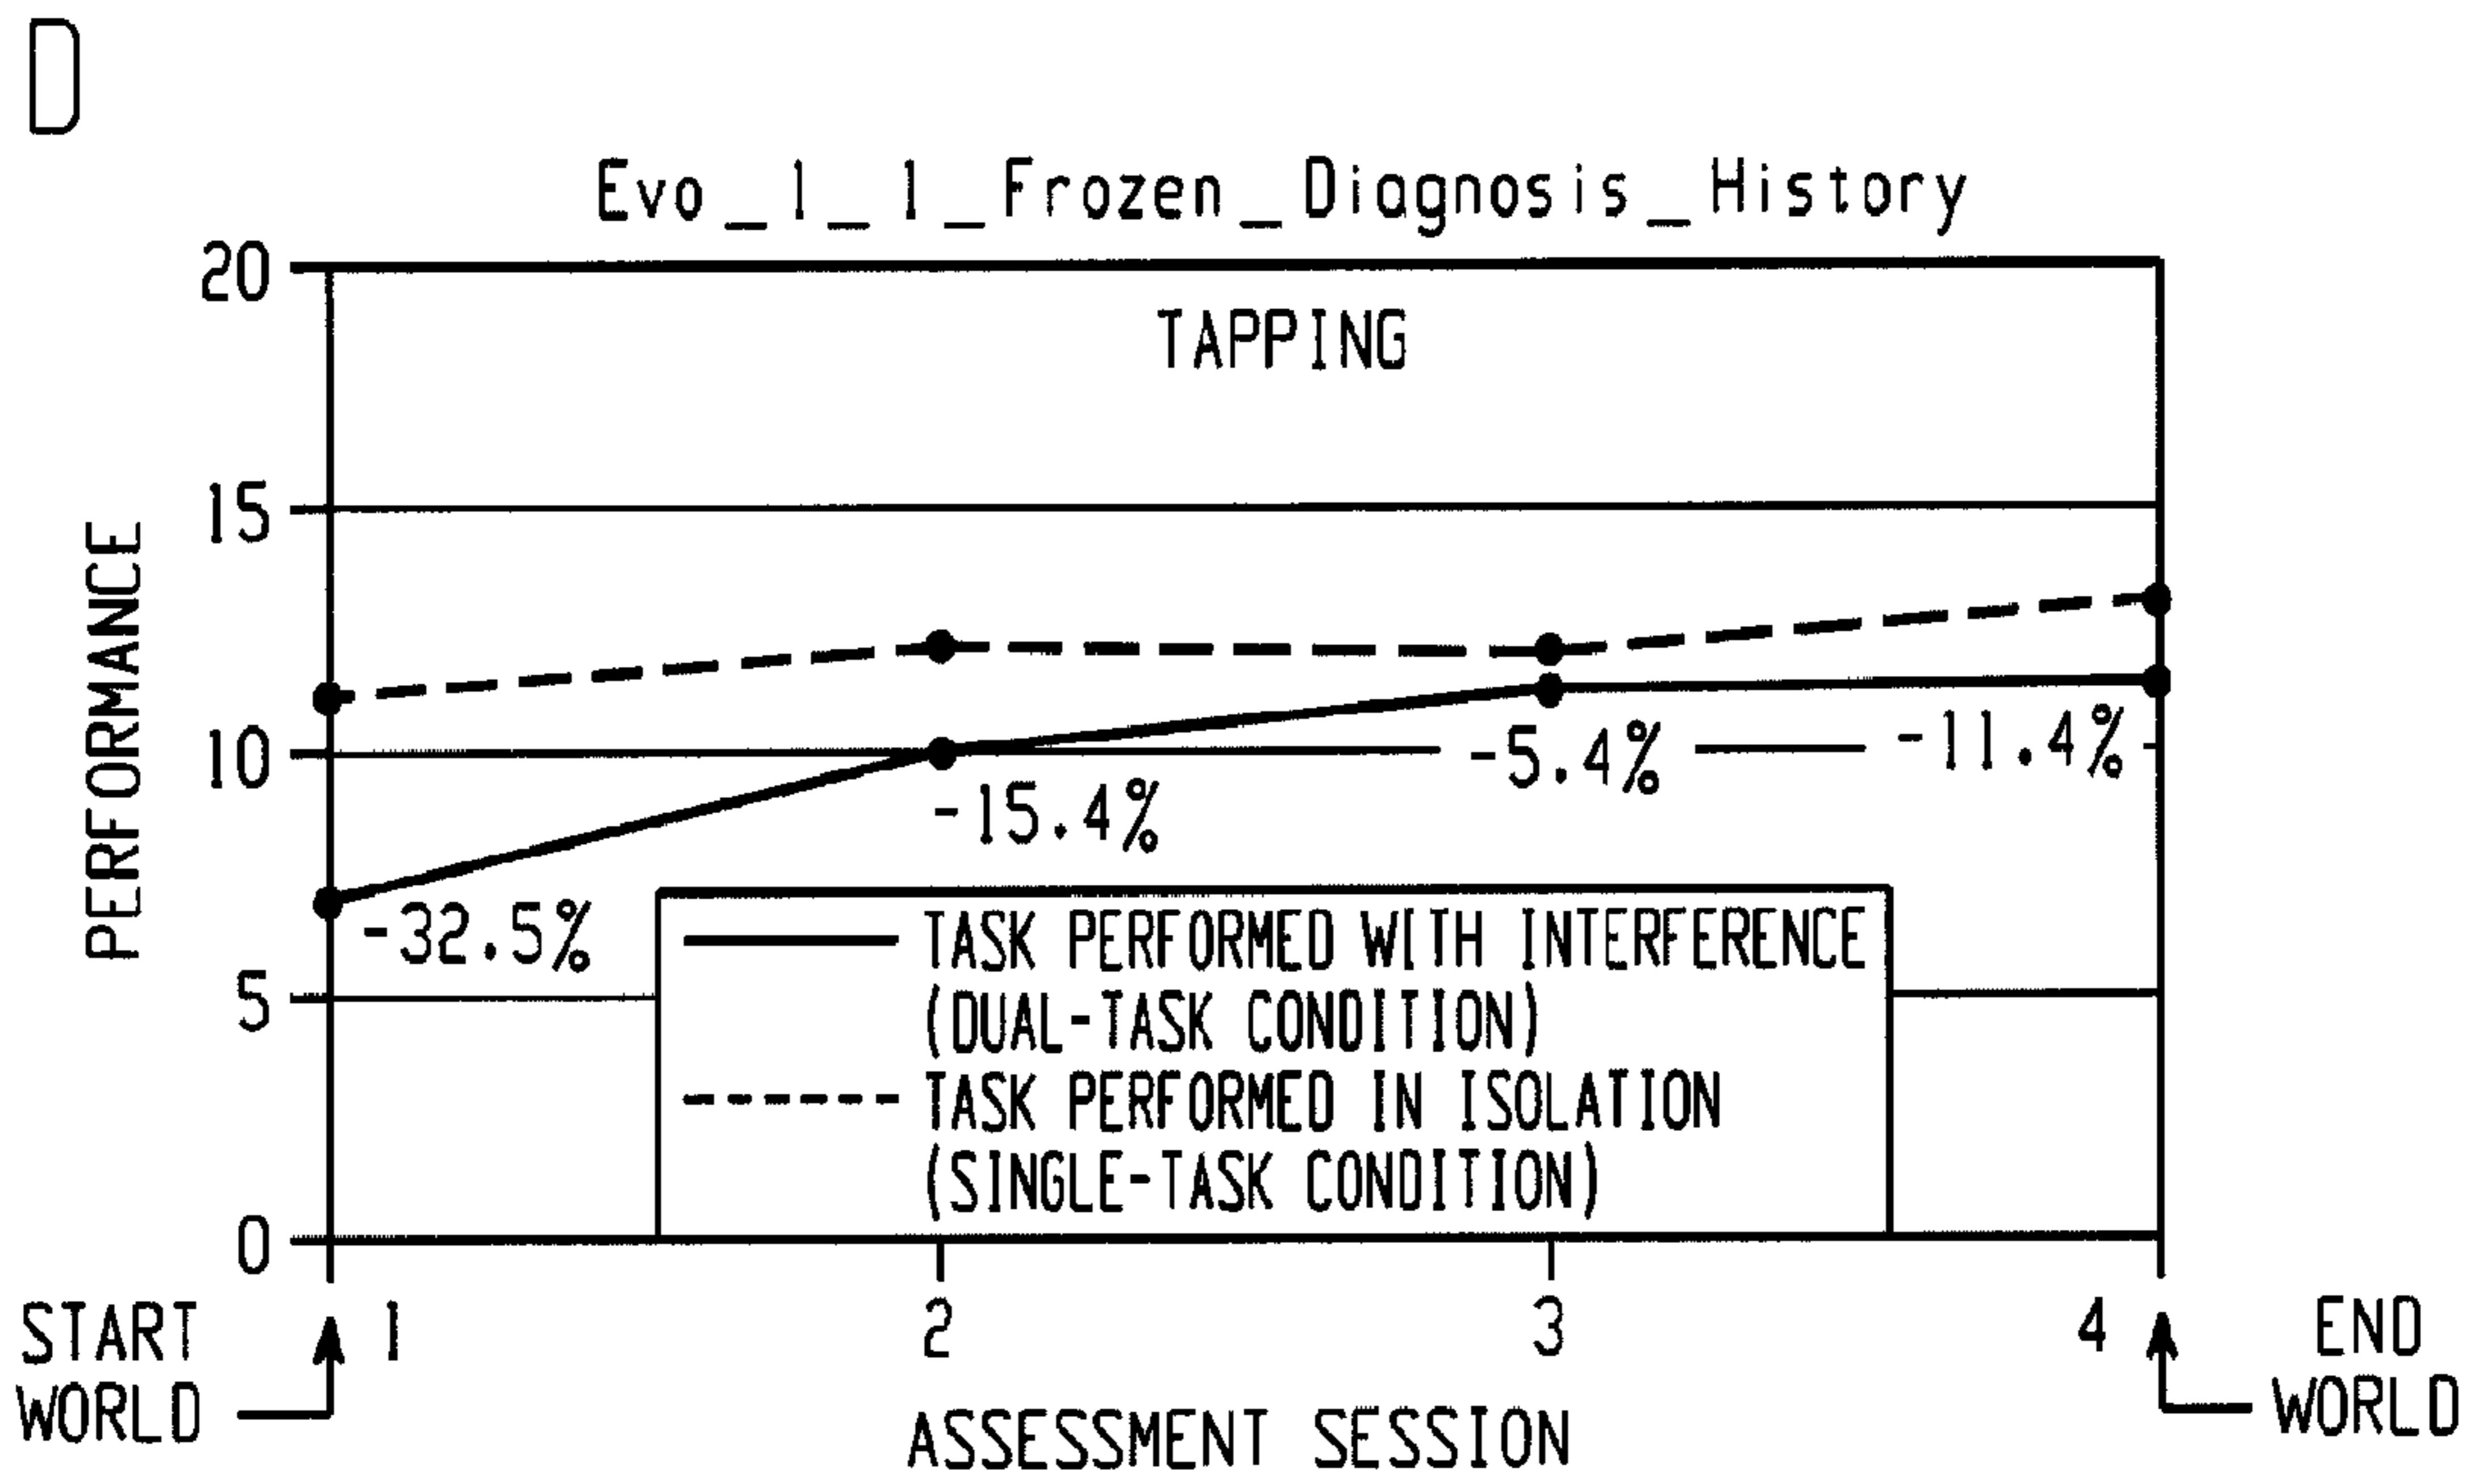 D
Evo_1_1_Frozen_Diagnosis_History
20
TAPPING
15
PERFORMANCE
10
-5.4%
-11.4%
-15.4%
-32.5%
5
TASK PERFORMED WITH INTERFERENCE
(DUAL-TASK CONDITION)
TASK PERFORMED IN ISOLATION
(SINGLE-TASK CONDITION)
0
START
WORLD
1
2
3
4
END
WORLD
ASSESSMENT SESSION